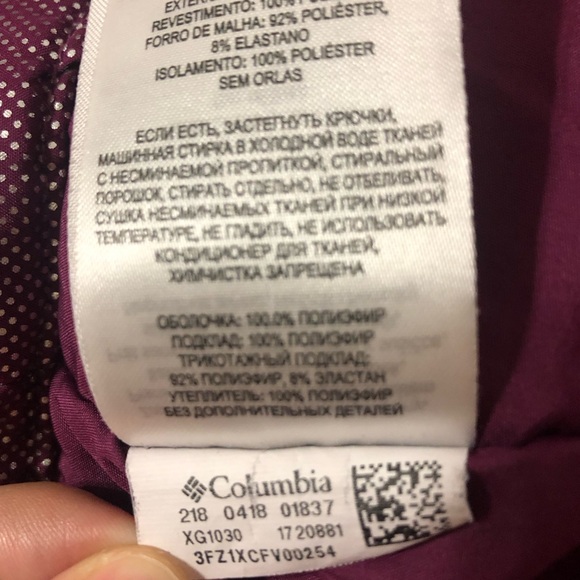 REVESTIMENTO: 100% POL
FORRO DE MALHA: 92% POLIÉSTER,
8% ELASTANO
ISOLAMENTO: 100% POLIÉSTER
SEM ORLAS
ЕСЛИ ЕСТЬ, ЗАСТЕГНУТЬ КРЮЧКИ,
МАШИННАЯ СТИРКА В ХОЛОДНОЙ ВОДЕ ТКАНЕЙ
С НЕСМИНАЕМОЙ ПРОПИТКОЙ, СТИРАЛЬНЫЙ
ПОРОШОК, СТИРАТЬ ОТДЕЛЬНО, НЕ ОТБЕЛИВАТЬ,
СУШКА НЕСМИНАЕМЫХ ТКАНЕЙ ПРИ НИЗКОЙ
ТЕМПЕРАТУРЕ, НЕ ГЛАДИТЬ, НЕ ИСПОЛЬЗОВАТЬ
КОНДИЦИОНЕР ДЛЯ ТКАНЕЙ,
ХИМЧИСТКА ЗАПРЕЩЕНА
ОБОЛОЧКА: 100.0% ПОЛИЭФИР
ПОДКЛАД: 100% ПОЛИЭФИР
ТРИКОТАЖНЫЙ ПОДКЛАД:
92% ПОЛИЭФИР, 8% ЭЛАСТАН
УТЕПЛИТЕЛЬ: 100% ПОЛИЭФИР
БЕЗ ДОПОЛНИТЕЛЬНЫХ ДЕТАЛЕЙ
Columbia
218 0418 01837
XG1030 1720881
3FZ1XCFV00254